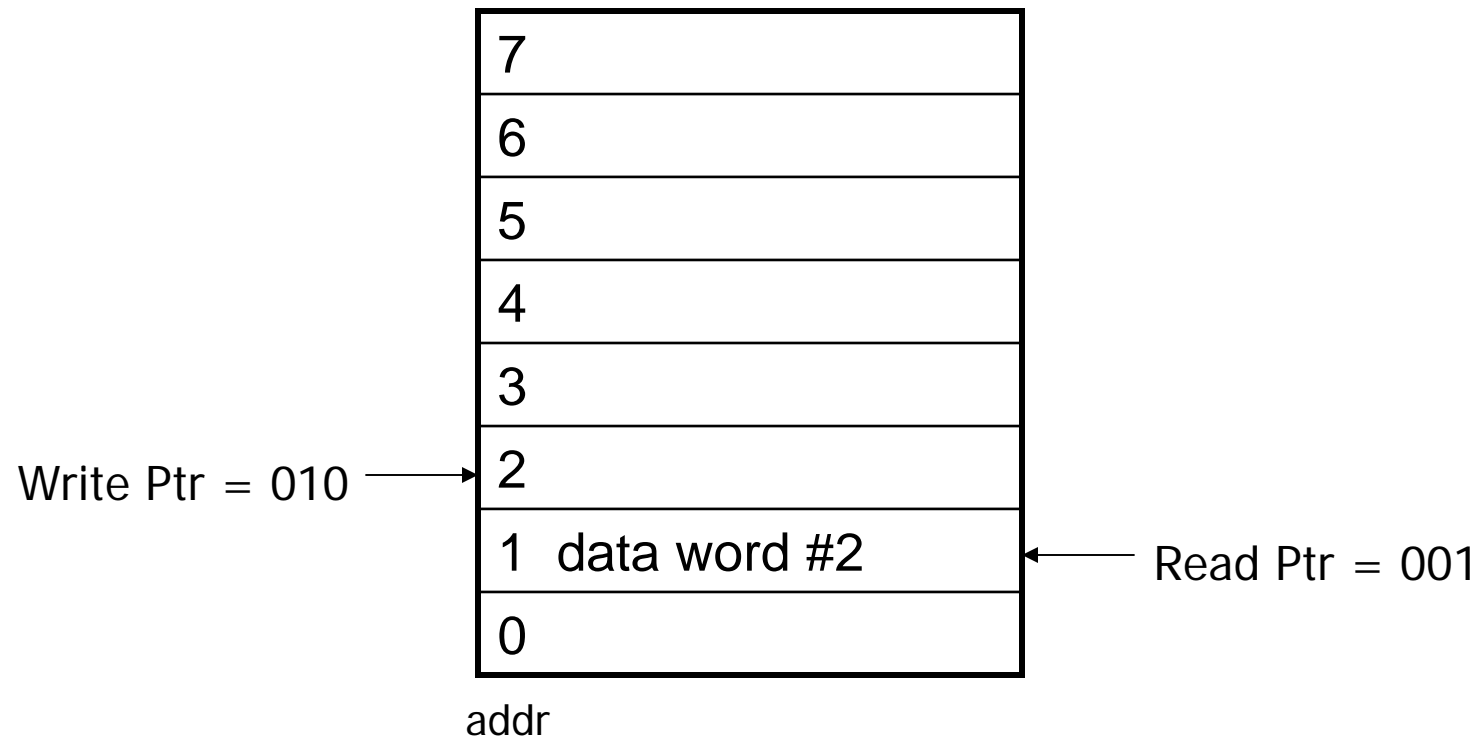 7
6
5
4
3
Write Ptr = 010
2
1 data word #2
Read Ptr = 001
0
addr